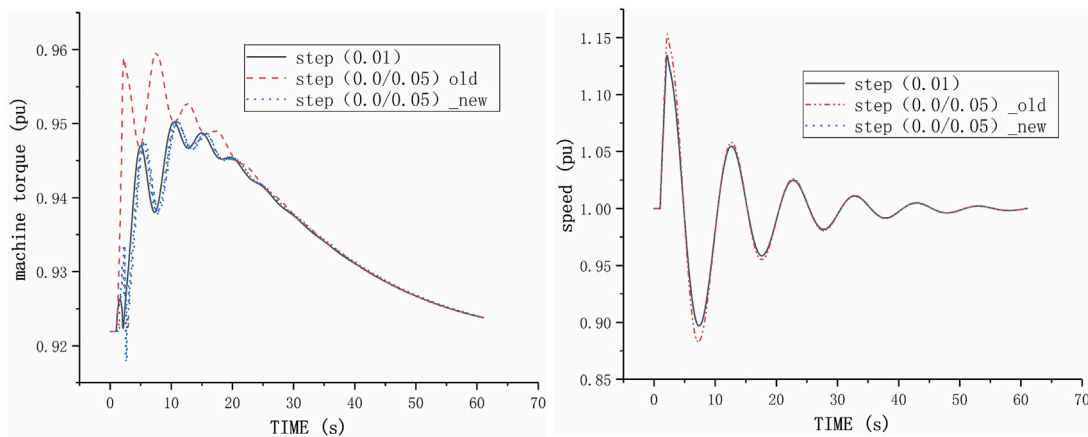 0.96
0.95
0.94
0.93
0.92
machine torque (pu)
step (0.01)
step (0.0/0.05) old
step (0.0/0.05) _new
0 10 20 30 40 50 60 70
TIME (s)
1.15
1.10
1.05
1.00
0.95
0.90
0.85
speed (pu)
step (0.01)
step (0.0/0.05) _old
step (0.0/0.05) _new
0 10 20 30 40 50 60 70
TIME (s)